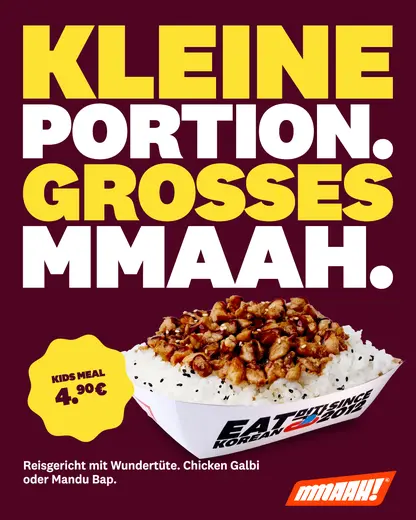 KLEINE
PORTION.
GROSSES
MMAAH.
KIDS MEAL
4.90€
EAT DITI SINCE
KOREAN 2012
Reisgericht mit Wundertüte. Chicken Galbi
oder Mandu Bap.
mmAAH!